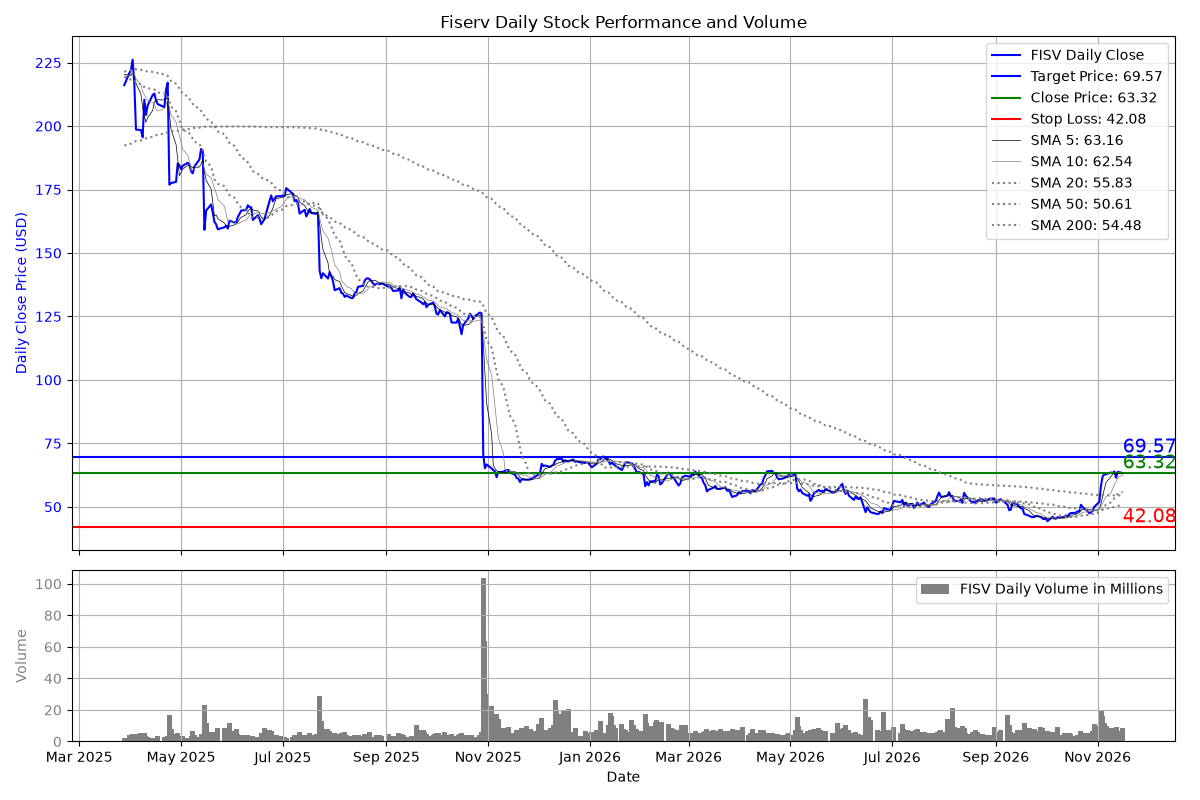 Fiserv Daily Stock Performance and Volume
FISV Daily Close
Target Price: 69.57
Close Price: 63.32
Stop Loss: 42.08
SMA 5: 63.16
SMA 10: 62.54
SMA 20: 55.83
SMA 50: 50.61
SMA 200: 54.48
Daily Close Price (USD)
225
200
175
150
125
100
75
50
69.57
63.32
42.08
FISV Daily Volume in Millions
Volume
100
80
60
40
20
0
Mar 2025 May 2025 Jul 2025 Sep 2025 Nov 2025 Jan 2026 Mar 2026 May 2026 Jul 2026 Sep 2026 Nov 2026
Date